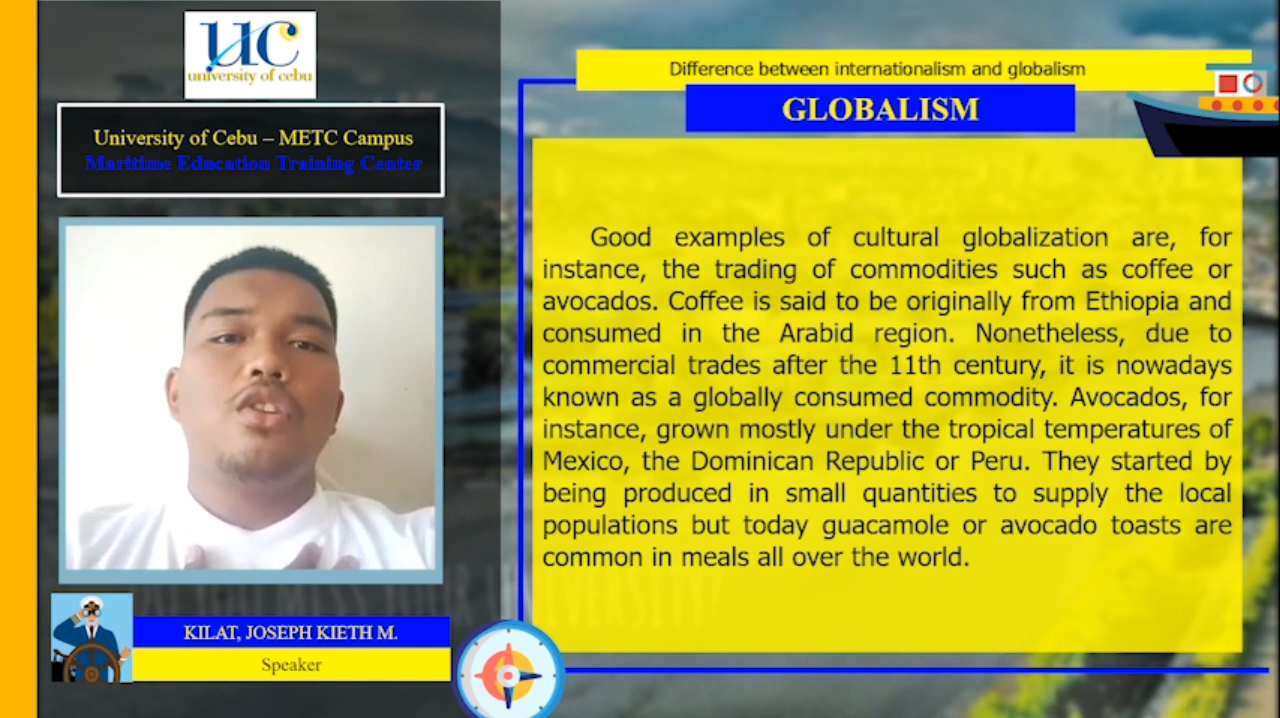 UC
university of cebu
University of Cebu – METC Campus
Maritime Education Training Center
KILAT, JOSEPH KIETH M.
Speaker
Difference between internationalism and globalism
GLOBALISM
Good examples of cultural globalization are, for
instance, the trading of commodities such as coffee or
avocados. Coffee is said to be originally from Ethiopia and
consumed in the Arabid region. Nonetheless, due to
commercial trades after the 11th century, it is nowadays
known as a globally consumed commodity. Avocados, for
instance, grown mostly under the tropical temperatures of
Mexico, the Dominican Republic or Peru. They started by
being produced in small quantities to supply the local
populations but today guacamole or avocado toasts are
common in meals all over the world.